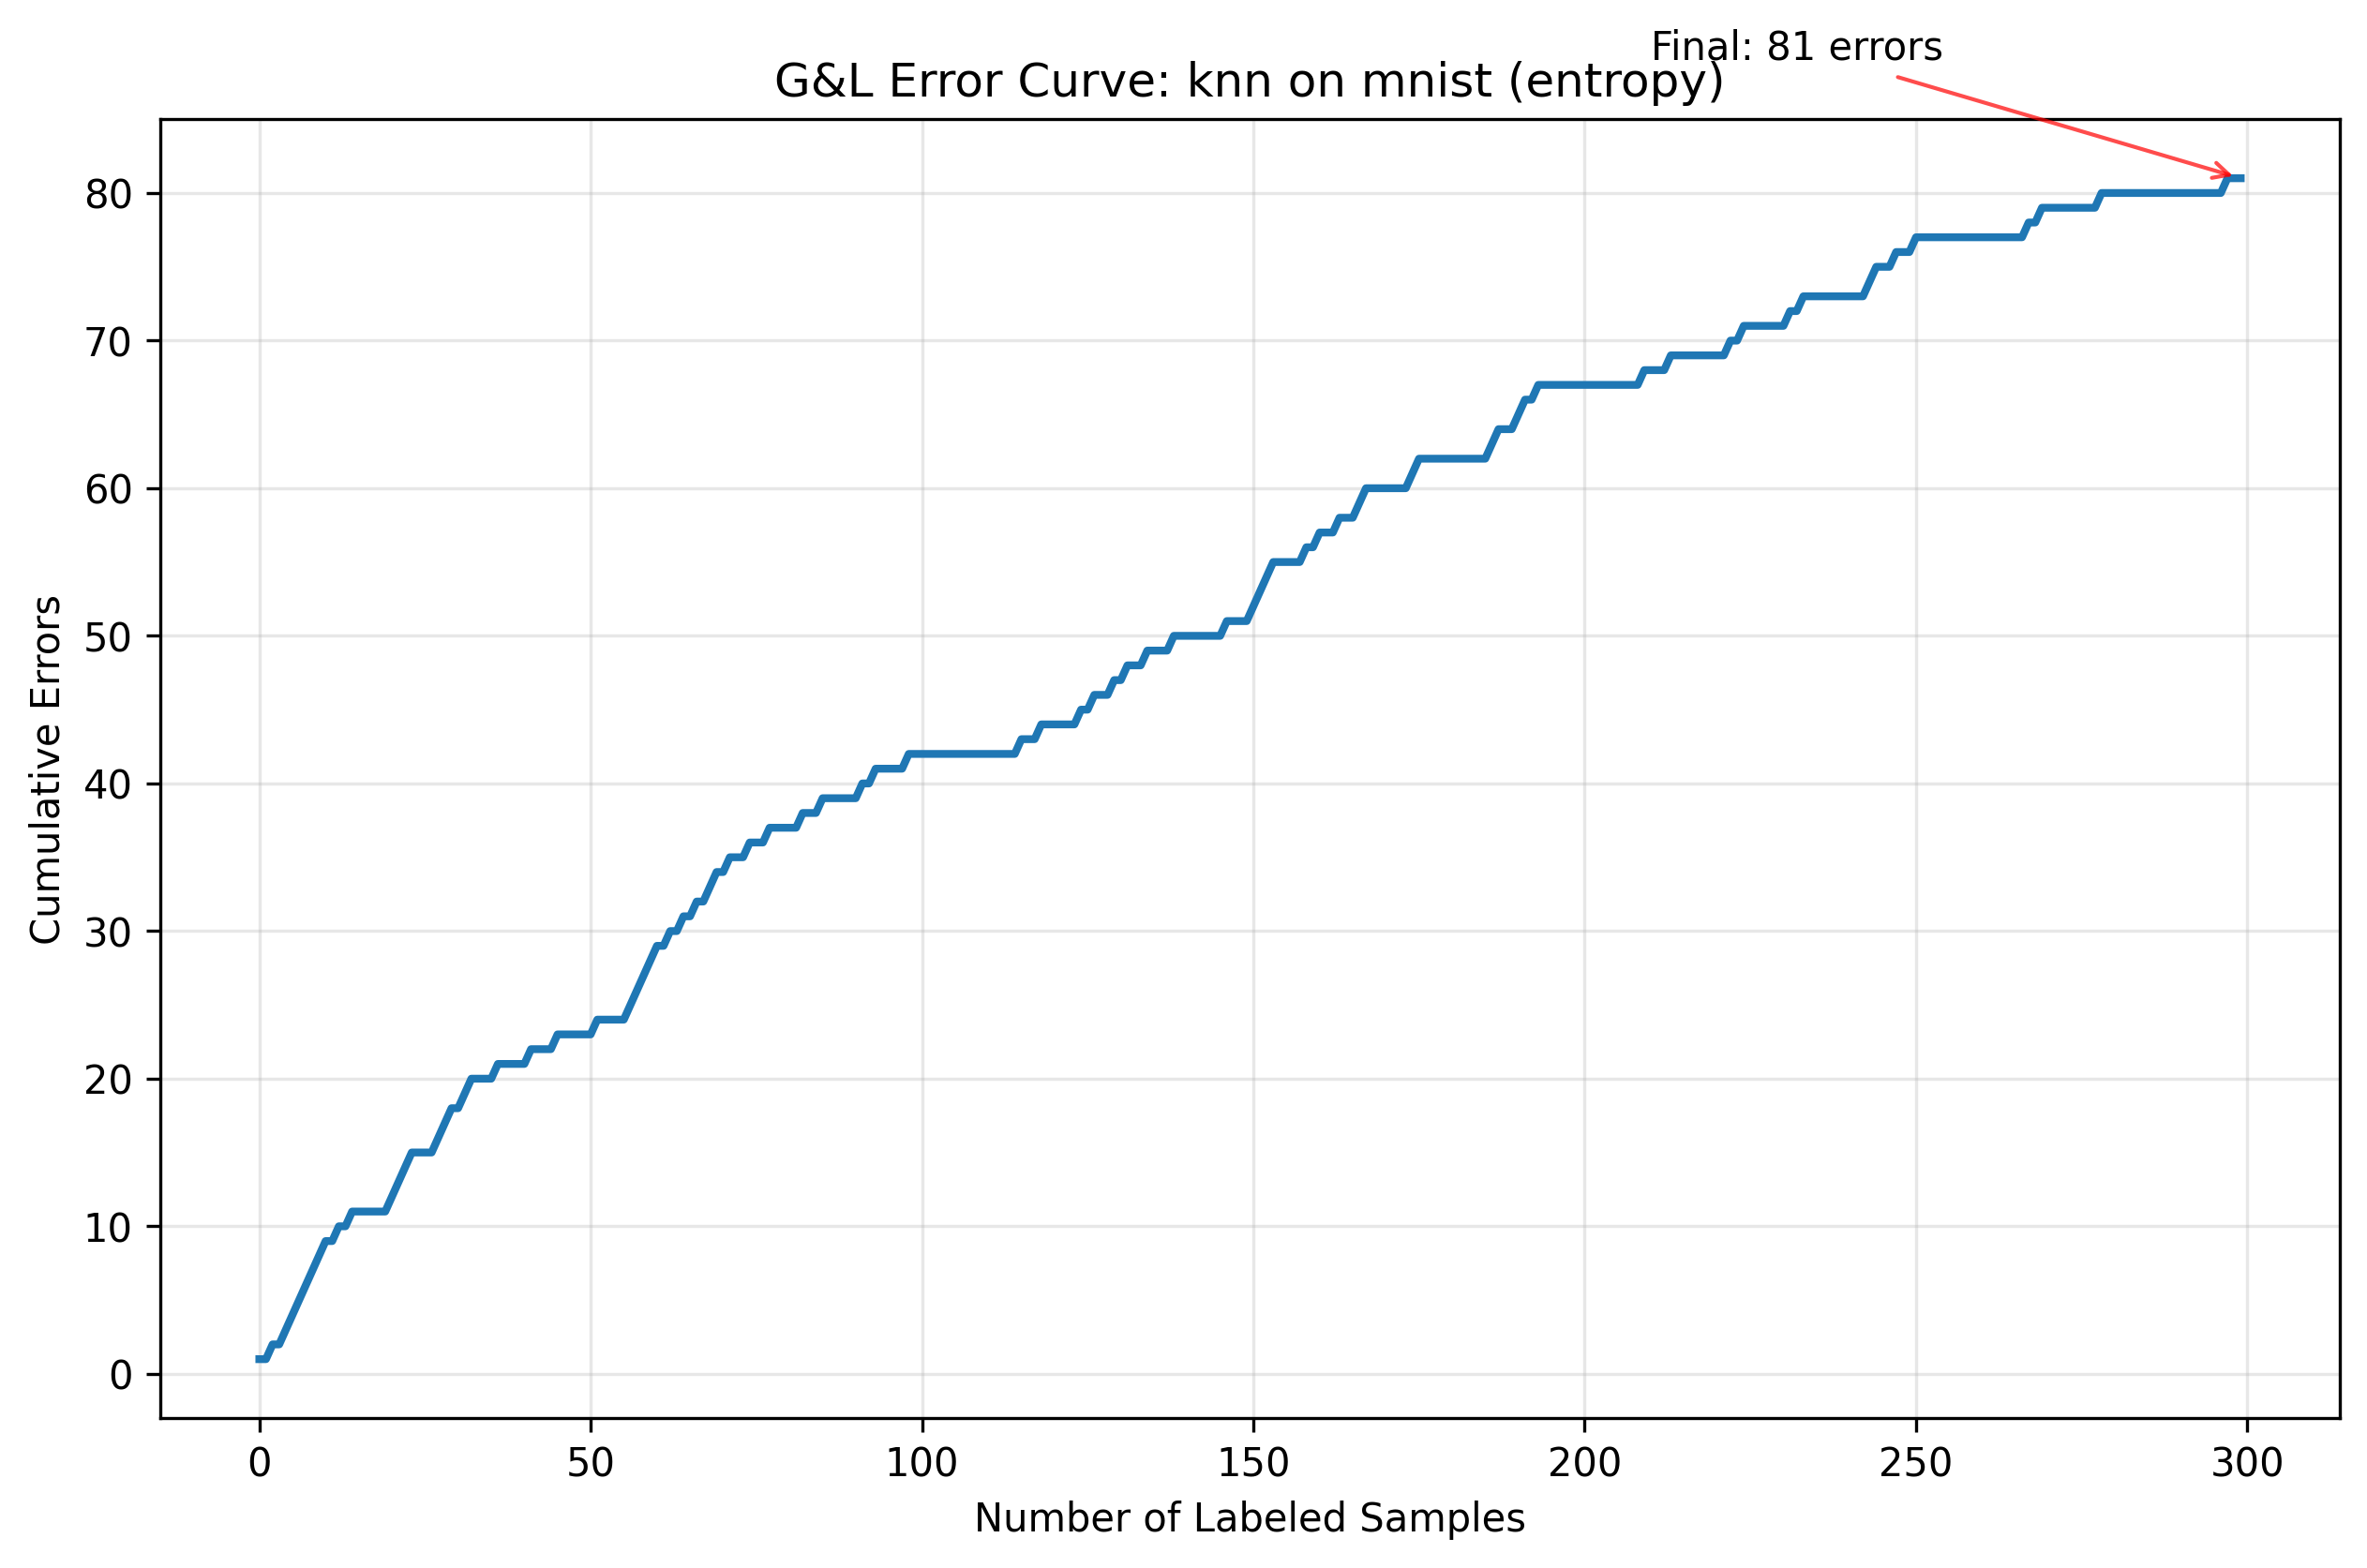 Final: 81 errors
G&L Error Curve: knn on mnist (entropy)
Cumulative Errors
80
70
60
50
40
30
20
10
0
0 50 100 150 200 250 300
Number of Labeled Samples